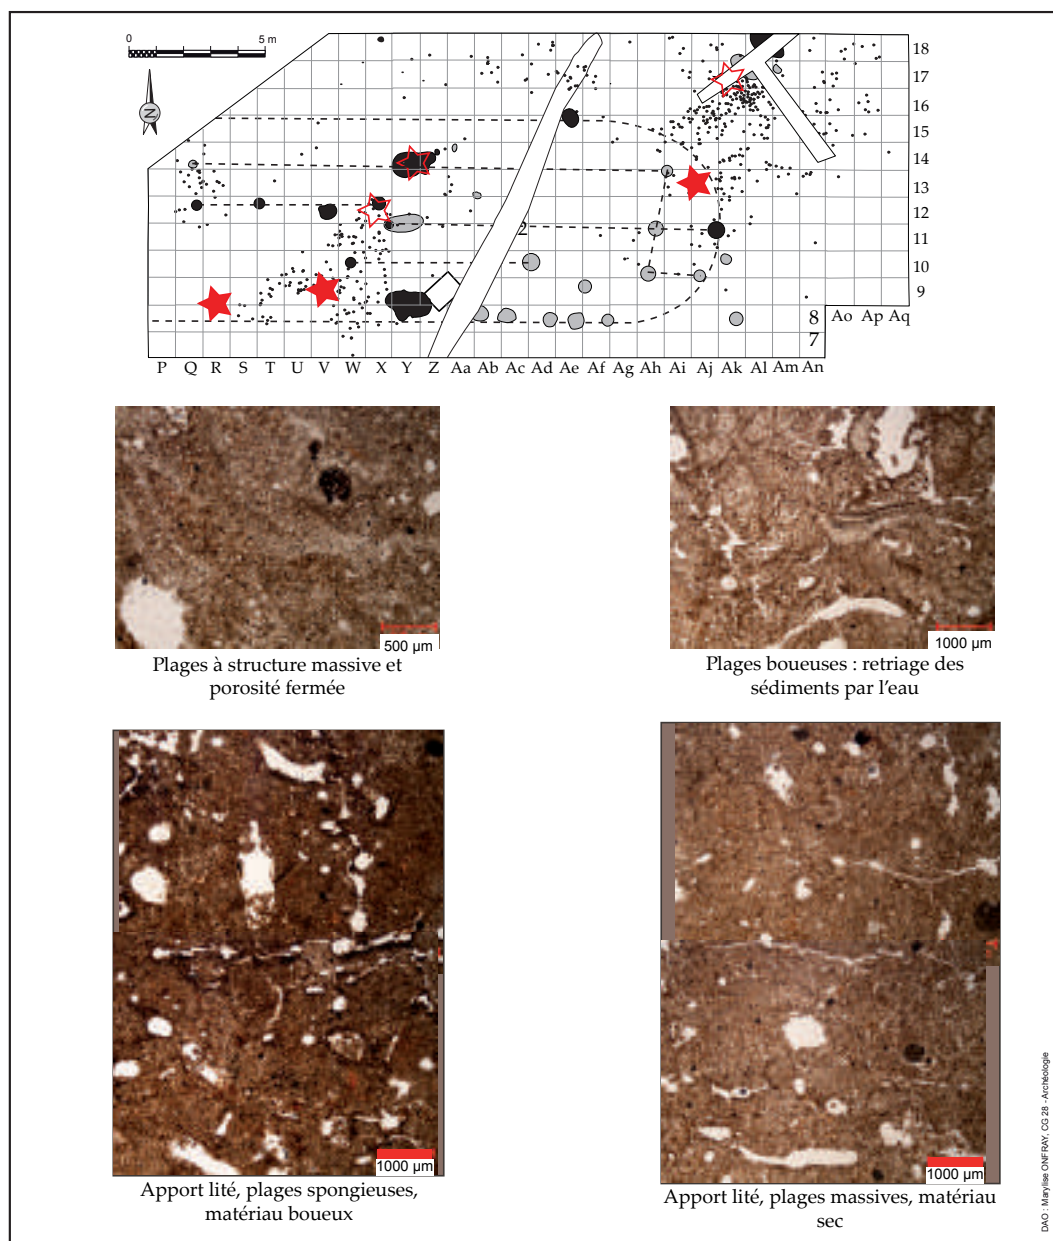 0 5 m
N
18
17
16
15
14
13
12
11
10
9
8
7
2
Ao Ap Aq
P Q R S T U V W X Y Z Aa Ab Ac Ad Ae Af Ag Ah Ai Aj Ak Al Am An
500 µm
1000 µm
Plages à structure massive et
porosité fermée
Plages boueuses : retriage des
sédiments par l'eau
1000 µm
1000 µm
Apport lité, plages spongieuses,
matériau boueux
Apport lité, plages massives, matériau
sec
DAO : Marylise ONFRAY, CG 28 - Archéologie